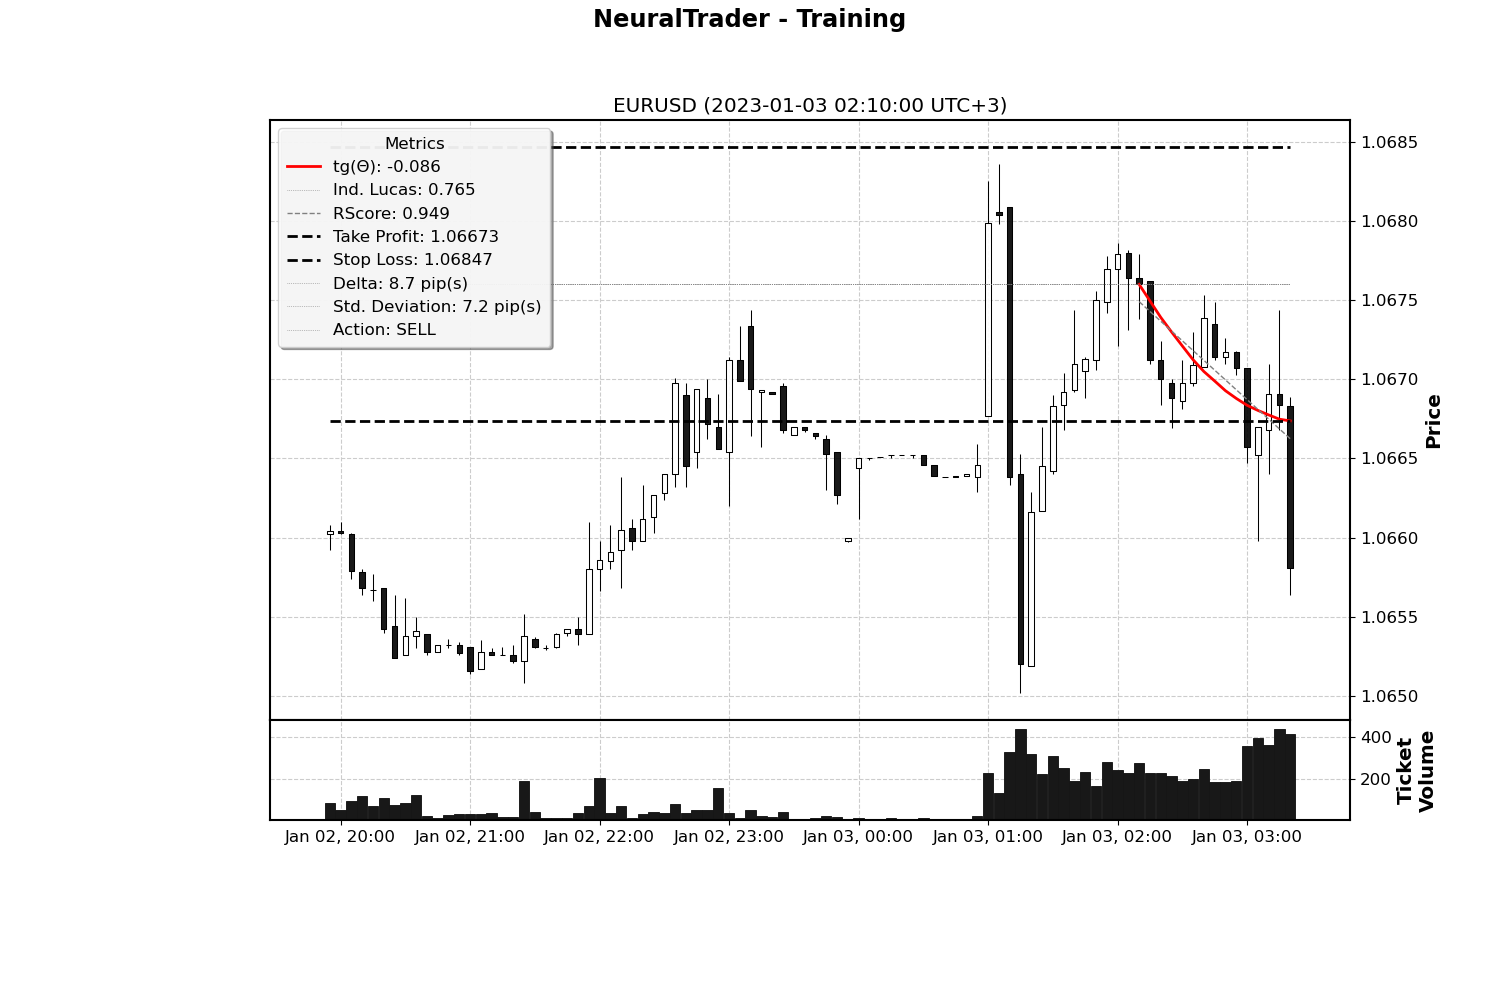 NeuralTrader - Training
EURUSD (2023-01-03 02:10:00 UTC+3)
Metrics
tg(Θ): -0.086
Ind. Lucas: 0.765
RScore: 0.949
Take Profit: 1.06673
Stop Loss: 1.06847
Delta: 8.7 pip(s)
Std. Deviation: 7.2 pip(s)
Action: SELL
1.0685
1.0680
1.0675
1.0670
1.0665
1.0660
1.0655
1.0650
Price
400
200
Ticket
Volume
Jan 02, 20:00 Jan 02, 21:00 Jan 02, 22:00 Jan 02, 23:00 Jan 03, 00:00 Jan 03, 01:00 Jan 03, 02:00 Jan 03, 03:00